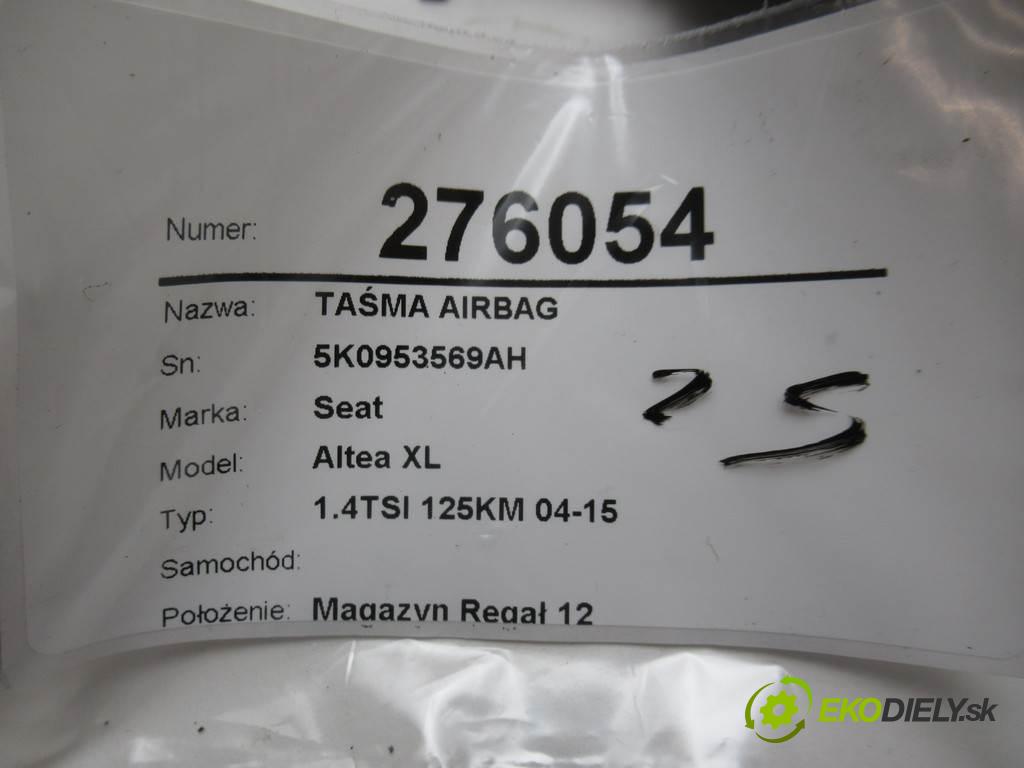 Numer: 276054
Nazwa: TAŚMA AIRBAG
Sn: 5K0953569AH
Marka: Seat
25
Model: Altea XL
Typ: 1.4TSI 125KM 04-15
Samochód:
Położenie: Magazyn Regał 12
EKODIELY.sk